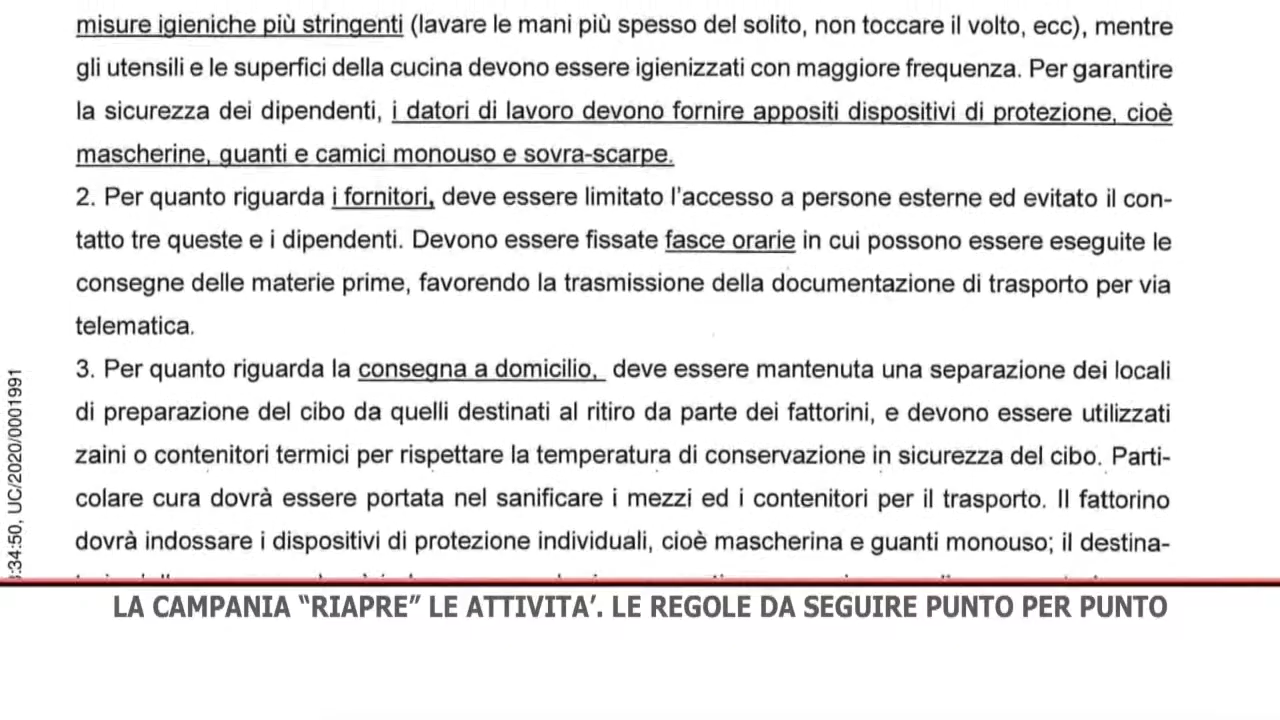 misure igieniche più stringenti (lavare le mani più spesso del solito, non toccare il volto, ecc), mentre
gli utensili e le superfici della cucina devono essere igienizzati con maggiore frequenza. Per garantire
la sicurezza dei dipendenti, i datori di lavoro devono fornire appositi dispositivi di protezione, cioè
mascherine, guanti e camici monouso e sovra-scarpe.
2. Per quanto riguarda i fornitori, deve essere limitato l'accesso a persone esterne ed evitato il con-
tatto tre queste e i dipendenti. Devono essere fissate fasce orarie in cui possono essere eseguite le
consegne delle materie prime, favorendo la trasmissione della documentazione di trasporto per via
telematica.
3. Per quanto riguarda la consegna a domicilio, deve essere mantenuta una separazione dei locali
di preparazione del cibo da quelli destinati al ritiro da parte dei fattorini, e devono essere utilizzati
zaini o contenitori termici per rispettare la temperatura di conservazione in sicurezza del cibo. Parti-
colare cura dovrà essere portata nel sanificare i mezzi ed i contenitori per il trasporto. Il fattorino
dovrà indossare i dispositivi di protezione individuali, cioè mascherina e guanti monouso; il destina-
:34:50, UC/2020/0001991
LA CAMPANIA “RIAPRE” LE ATTIVITA’. LE REGOLE DA SEGUIRE PUNTO PER PUNTO